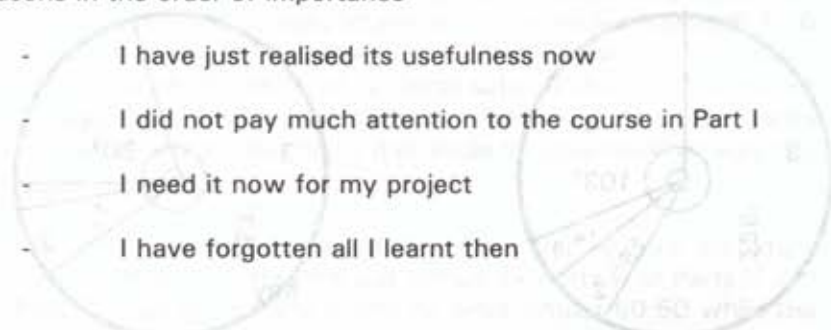 in the order of importance
- I have just realised its usefulness now
- I did not pay much attention to the course in Part I
- I need it now for my project
- I have forgotten all I learnt then